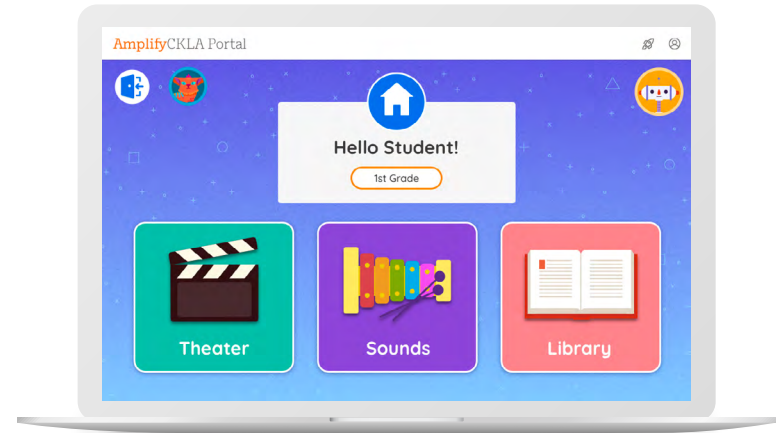 AmplifyCKLA Portal
Hello Student!
1st Grade
Theater
Sounds
Library